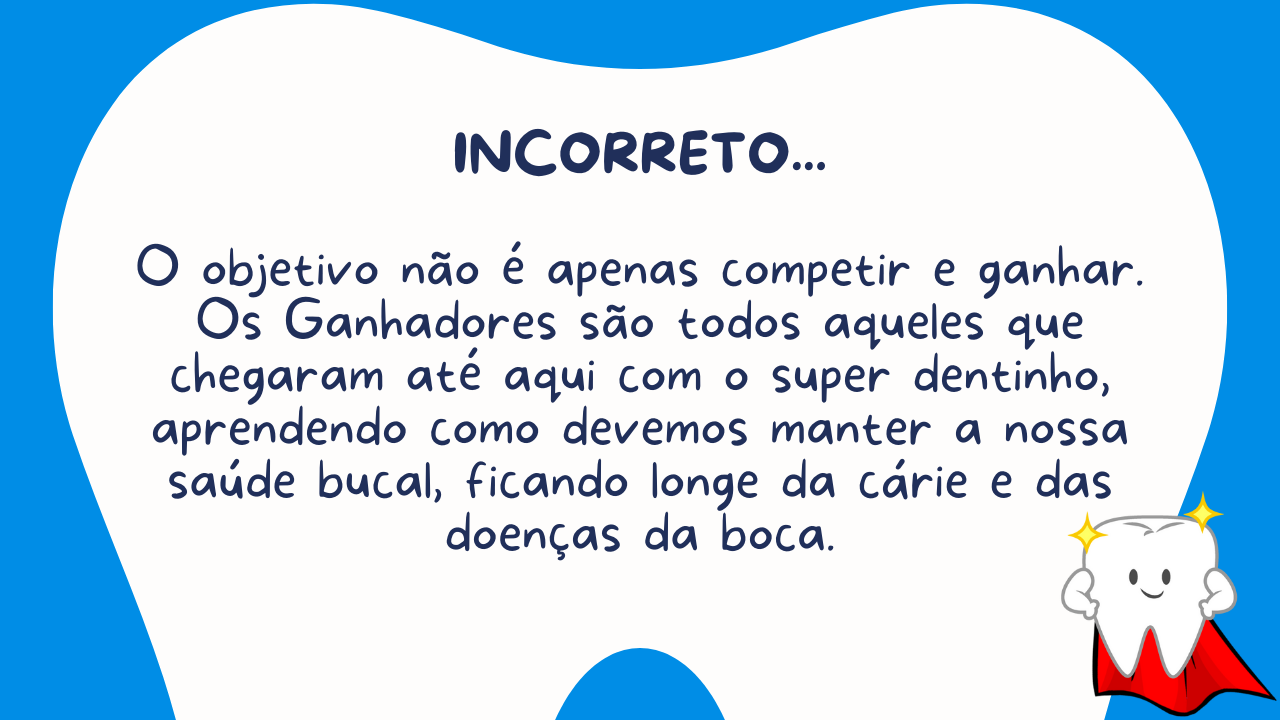 INCORRETO...
O objetivo não é apenas competir e ganhar.
Os Ganhadores são todos aqueles que
chegaram até aqui com o super dentinho,
aprendendo como devemos manter a nossa
saúde bucal, ficando longe da cárie e das
doenças da boca.